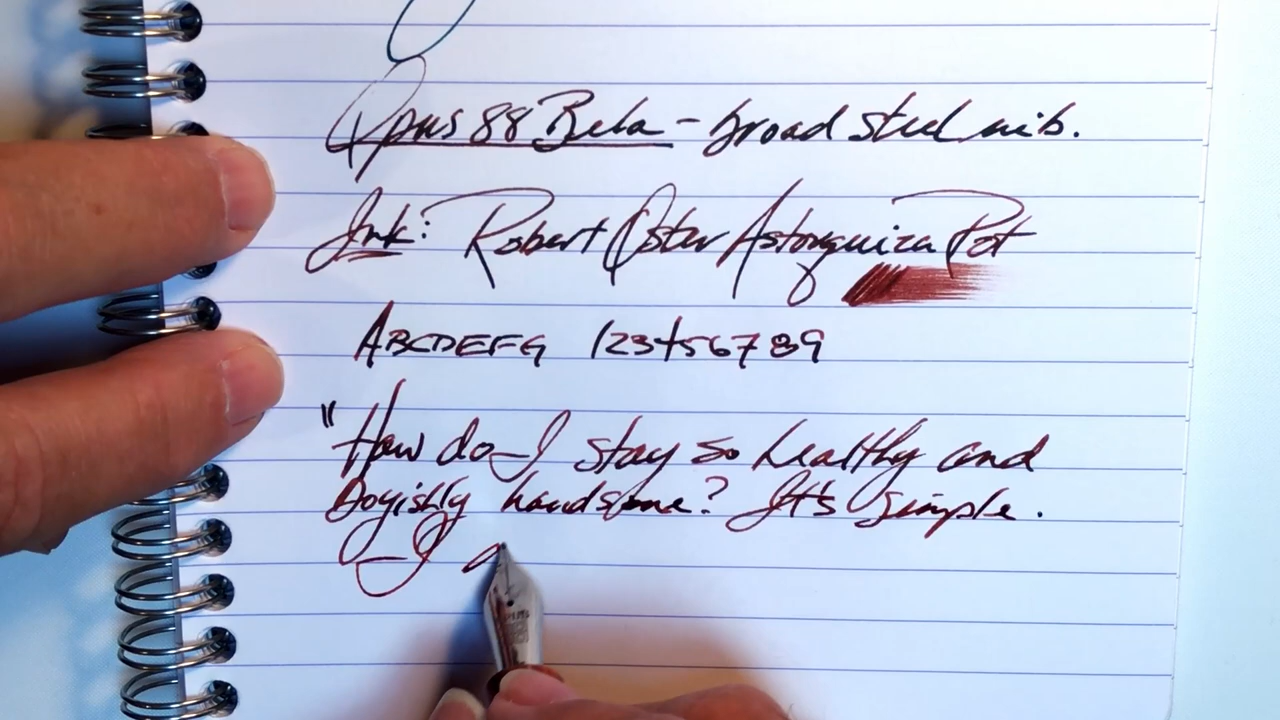 Opus 88 Bela - broad steel nib.
Ink: Robert Oster Astorquiza Rot
ABCDEFG 123456789
"How do I stay so healthy and
boyishly handsome? It's simple.
I